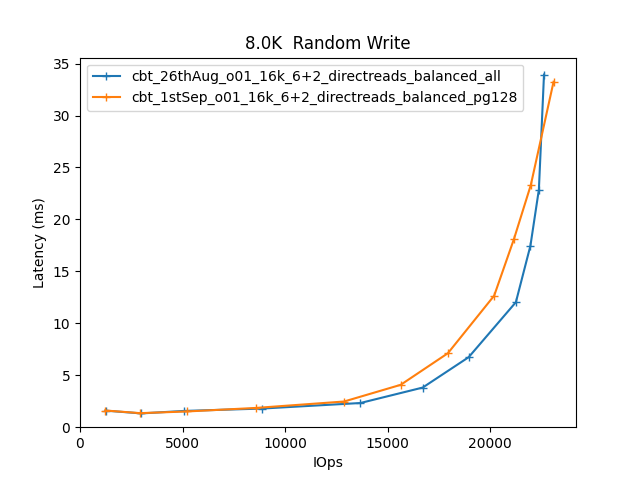 8.0K  Random Write
cbt_26thAug_o01_16k_6+2_directreads_balanced_all
cbt_1stSep_o01_16k_6+2_directreads_balanced_pg128
35
30
25
20
15
10
5
0
Latency (ms)
0 5000 10000 15000 20000
IOps